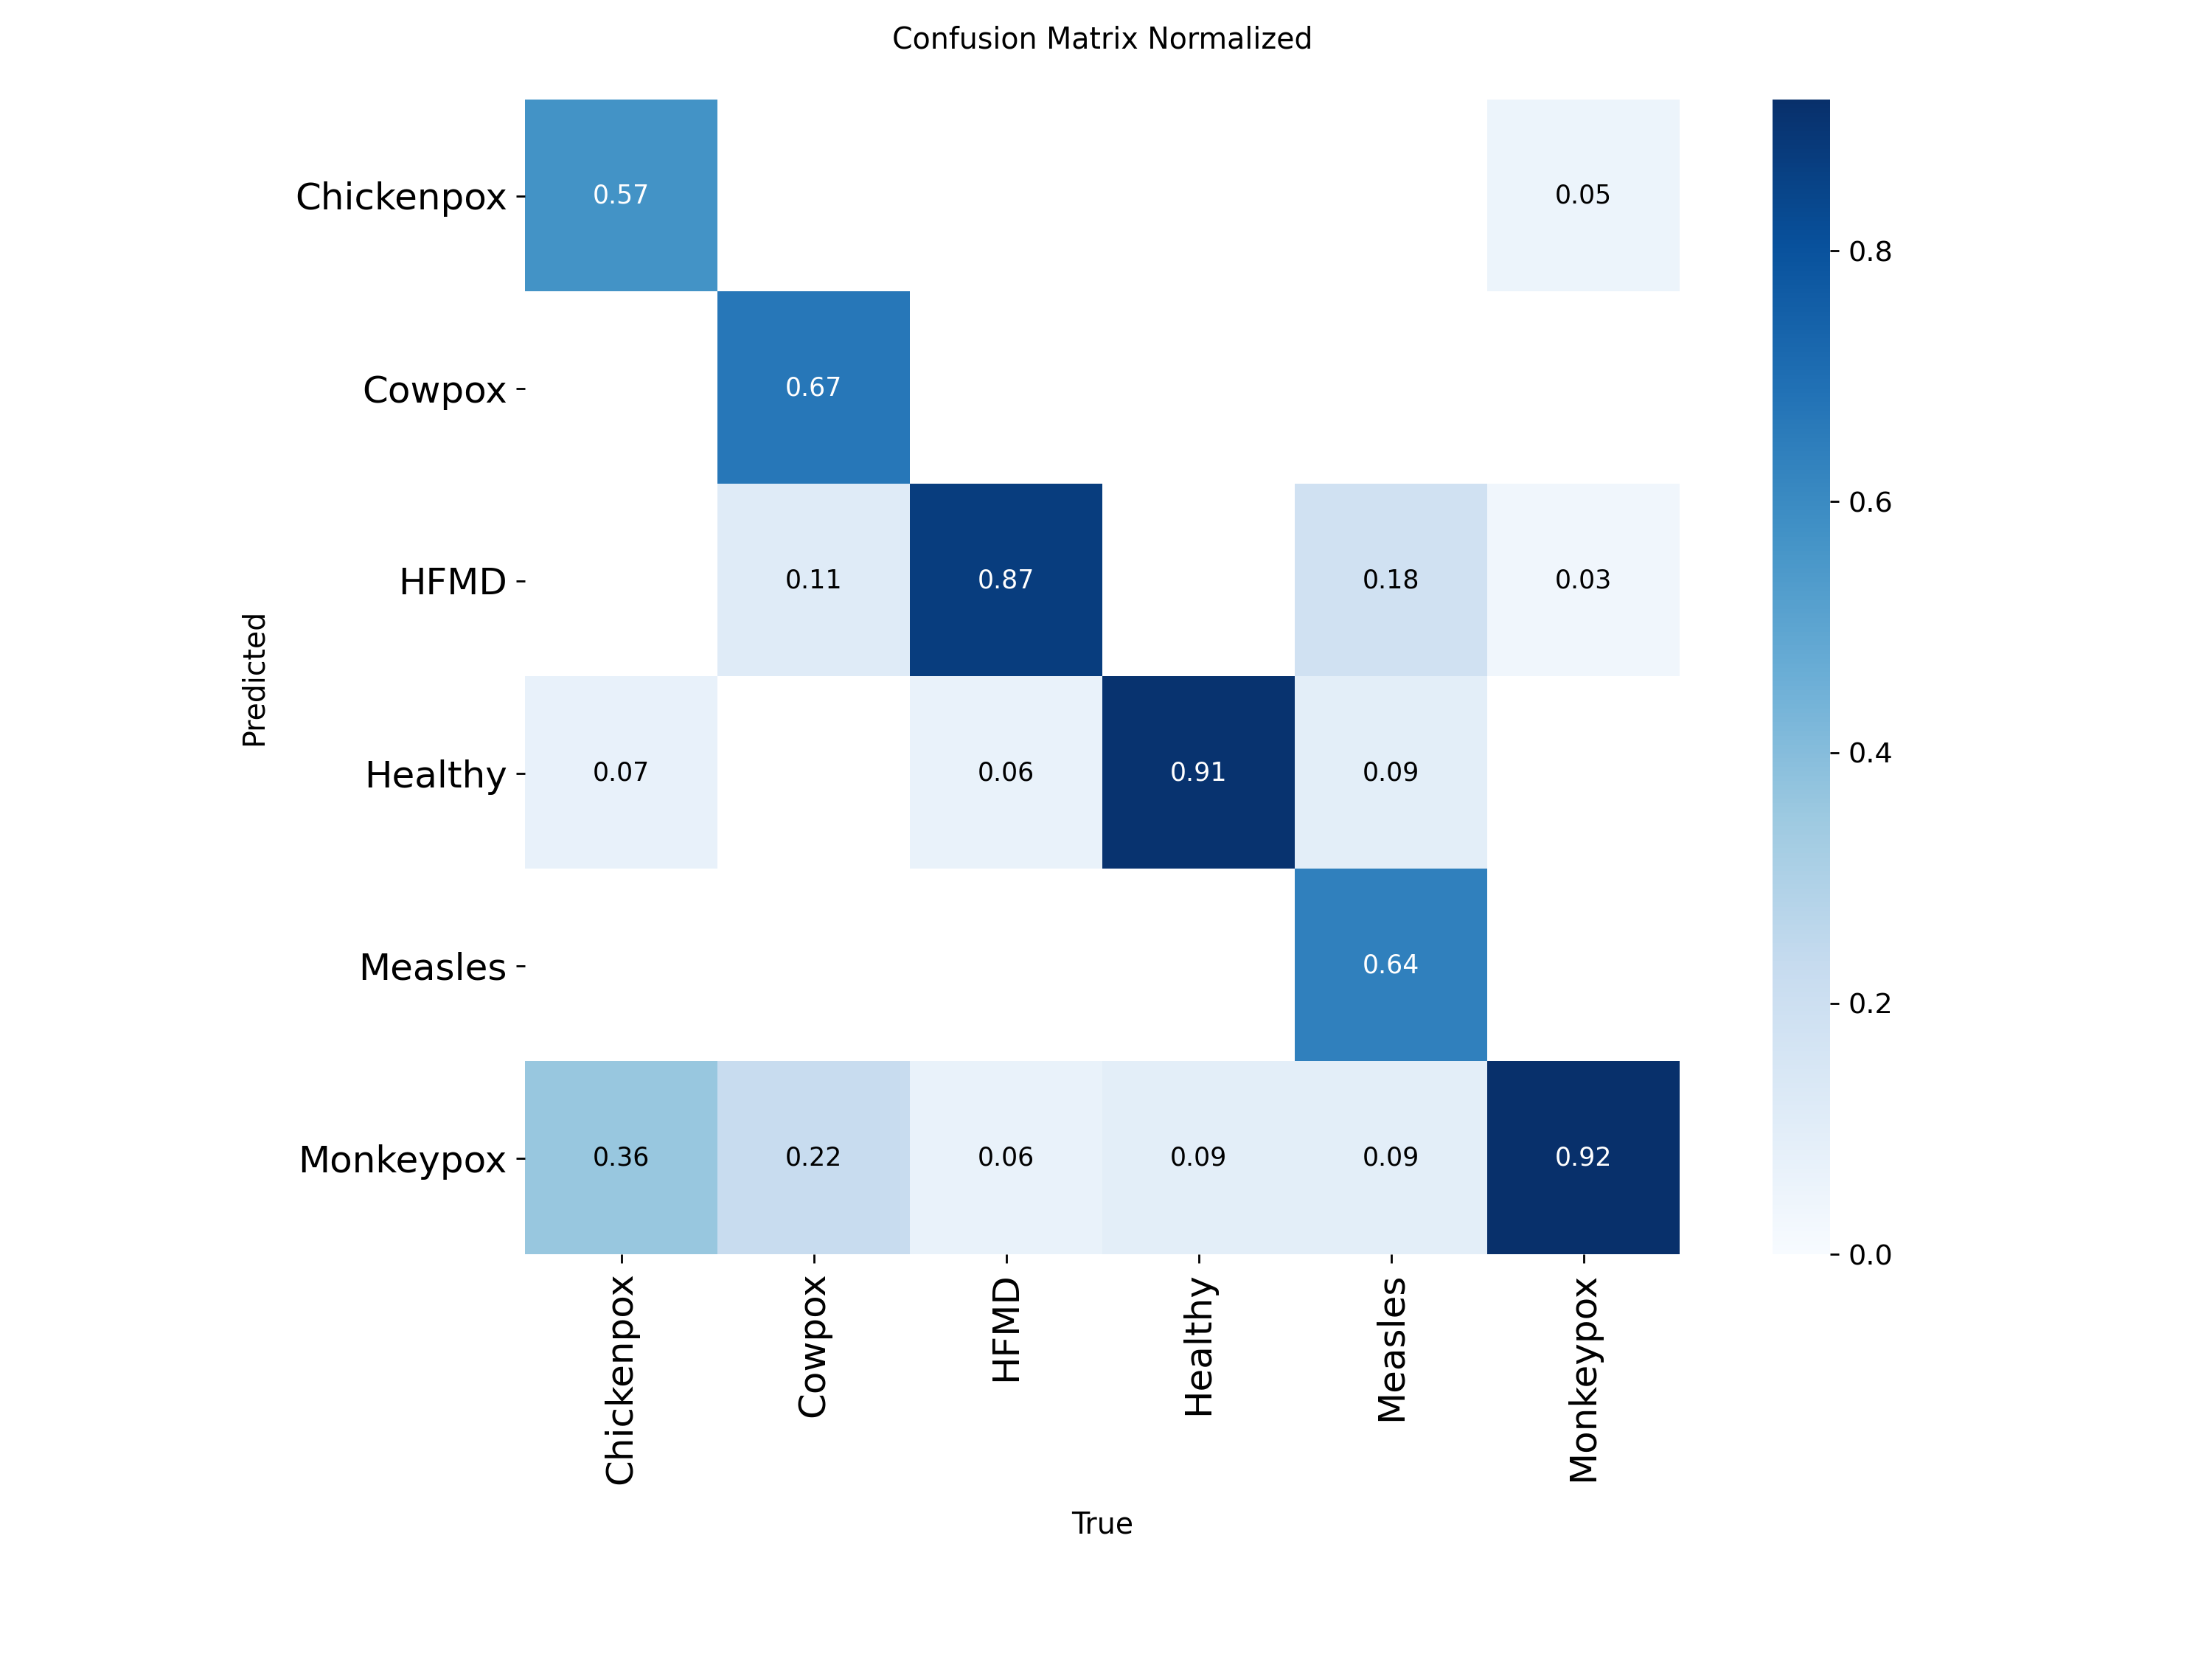 Confusion Matrix Normalized
Chickenpox
0.57
0.05
0.8
Cowpox
0.67
0.6
HFMD
0.11
0.87
0.18
0.03
Predicted
Healthy
0.07
0.06
0.91
0.09
0.4
Measles
0.64
0.2
Monkeypox
0.36
0.22
0.06
0.09
0.09
0.92
0.0
Chickenpox
Cowpox
HFMD
Healthy
Measles
Monkeypox
True